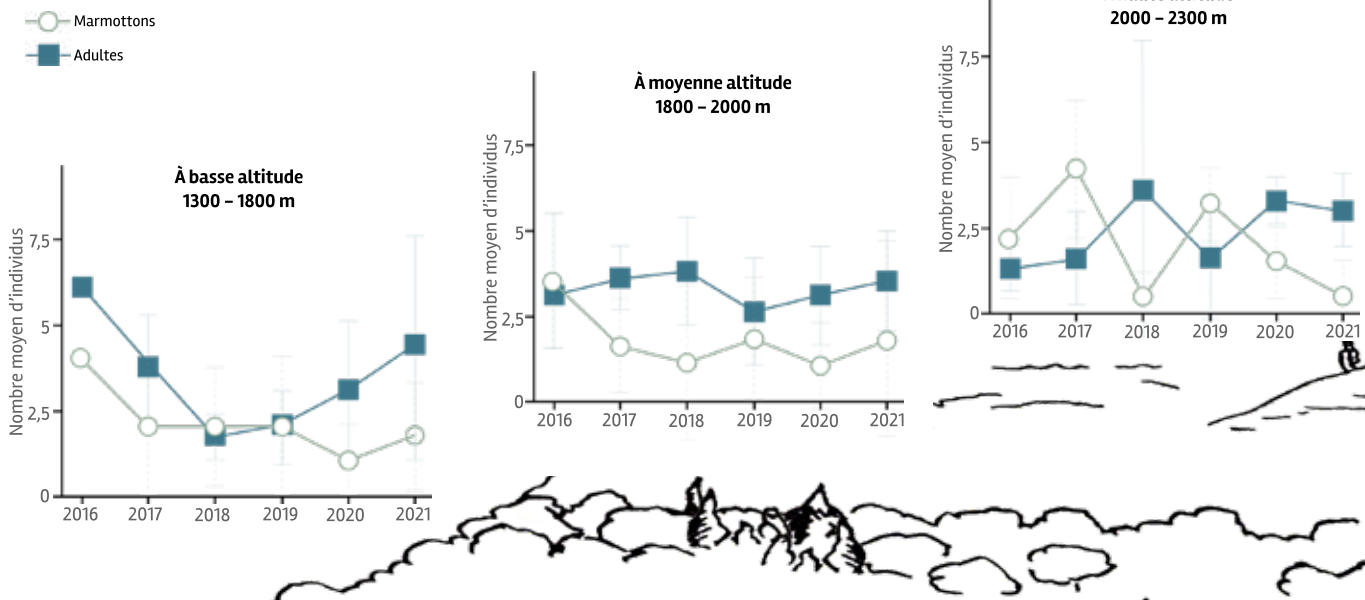 Marmottons
Adultes
À basse altitude
1300 – 1800 m
Nombre moyen d'individus
7,5
5
2,5
0
2016 2017 2018 2019 2020 2021
À moyenne altitude
1800 – 2000 m
Nombre moyen d'individus
7,5
5
2,5
0
2016 2017 2018 2019 2020 2021
2000 – 2300 m
Nombre moyen d'individus
7,5
5
2,5
0
2016 2017 2018 2019 2020 2021